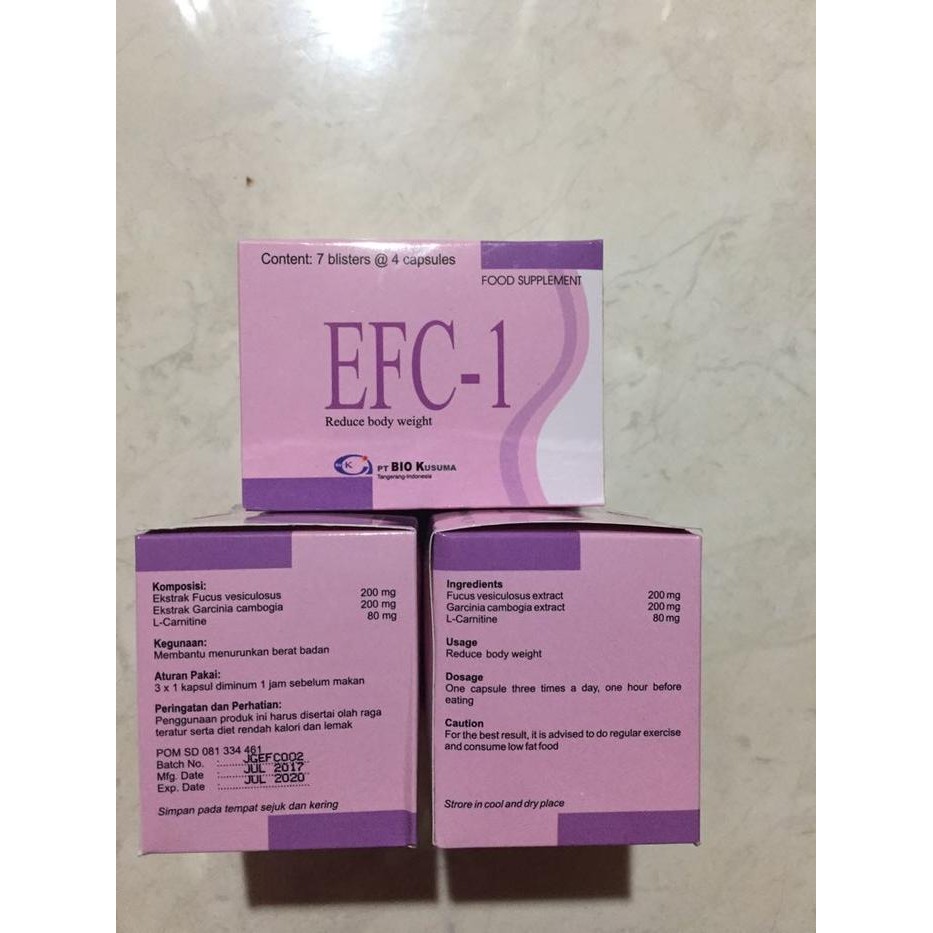 Content: 7 blisters @ 4 capsules
FOOD SUPPLEMENT
EFC-1
Reduce body weight
K
PT BIO KUSUMA
Tangerang-Indonesia
Komposisi:
Ekstrak Fucus vesiculosus 200 mg
Ekstrak Garcinia cambogia 200 mg
L-Carnitine 80 mg
Kegunaan:
Membantu menurunkan berat badan
Aturan Pakai:
3 x 1 kapsul diminum 1 jam sebelum makan
Peringatan dan Perhatian:
Penggunaan produk ini harus disertai olah raga
teratur serta diet rendah kalori dan lemak
POM SD 081 334 461
Batch No. : JGEFC002
Mfg. Date : JUL 2017
Exp. Date : JUL 2020
Simpan pada tempat sejuk dan kering
Ingredients
Fucus vesiculosus extract 200 mg
Garcinia cambogia extract 200 mg
L-Carnitine 80 mg
Usage
Reduce body weight
Dosage
One capsule three times a day, one hour before
eating
Caution
For the best result, it is advised to do regular exercise
and consume low fat food
Strore in cool and dry place